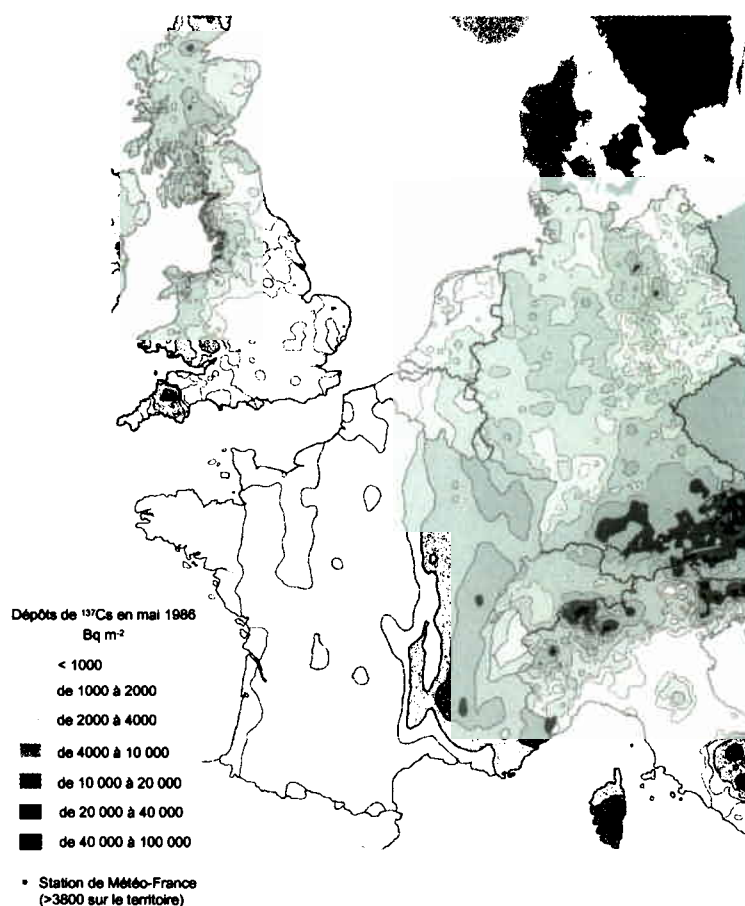 Dépôts de ¹³⁷Cs en mai 1986
Bq m⁻²
< 1000
de 1000 à 2000
de 2000 à 4000
de 4000 à 10 000
de 10 000 à 20 000
de 20 000 à 40 000
de 40 000 à 100 000
• Station de Météo-France
(>3800 sur le territoire)